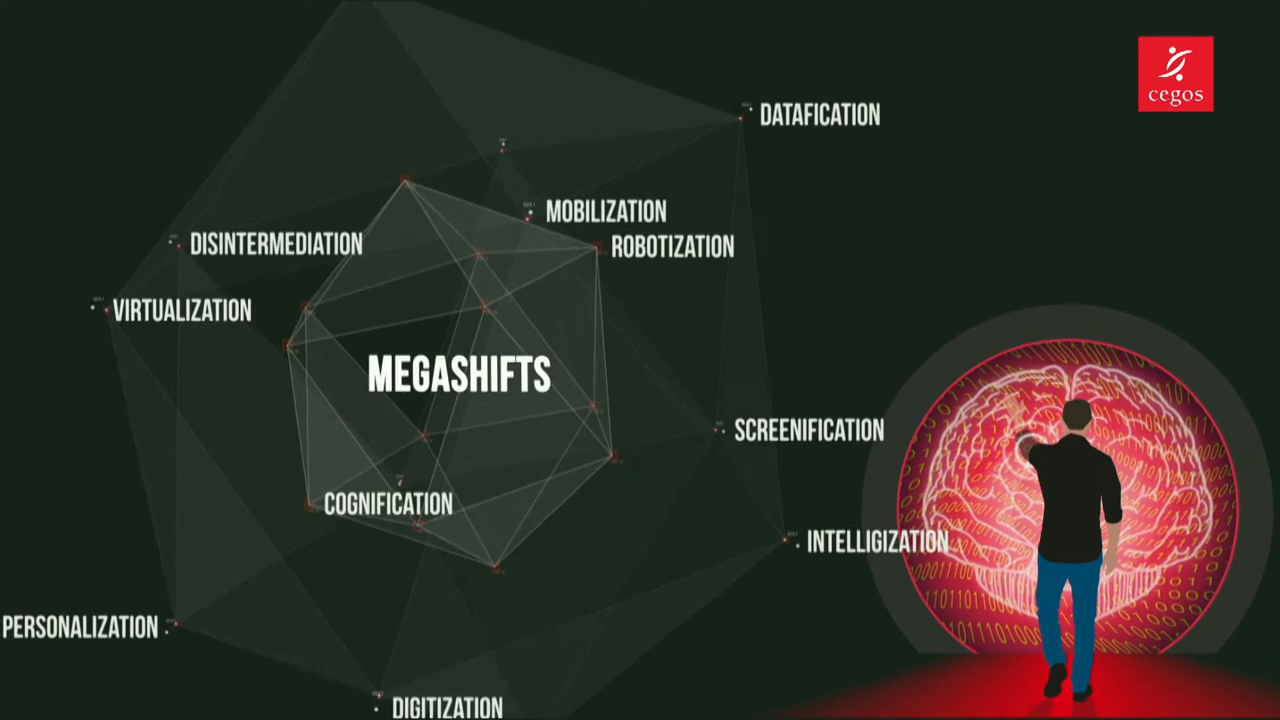 cegos
DATAFICATION
MOBILIZATION
DISINTERMEDIATION
ROBOTIZATION
VIRTUALIZATION
MEGASHIFTS
SCREENIFICATION
COGNIFICATION
INTELLIGIZATION
PERSONALIZATION
DIGITIZATION